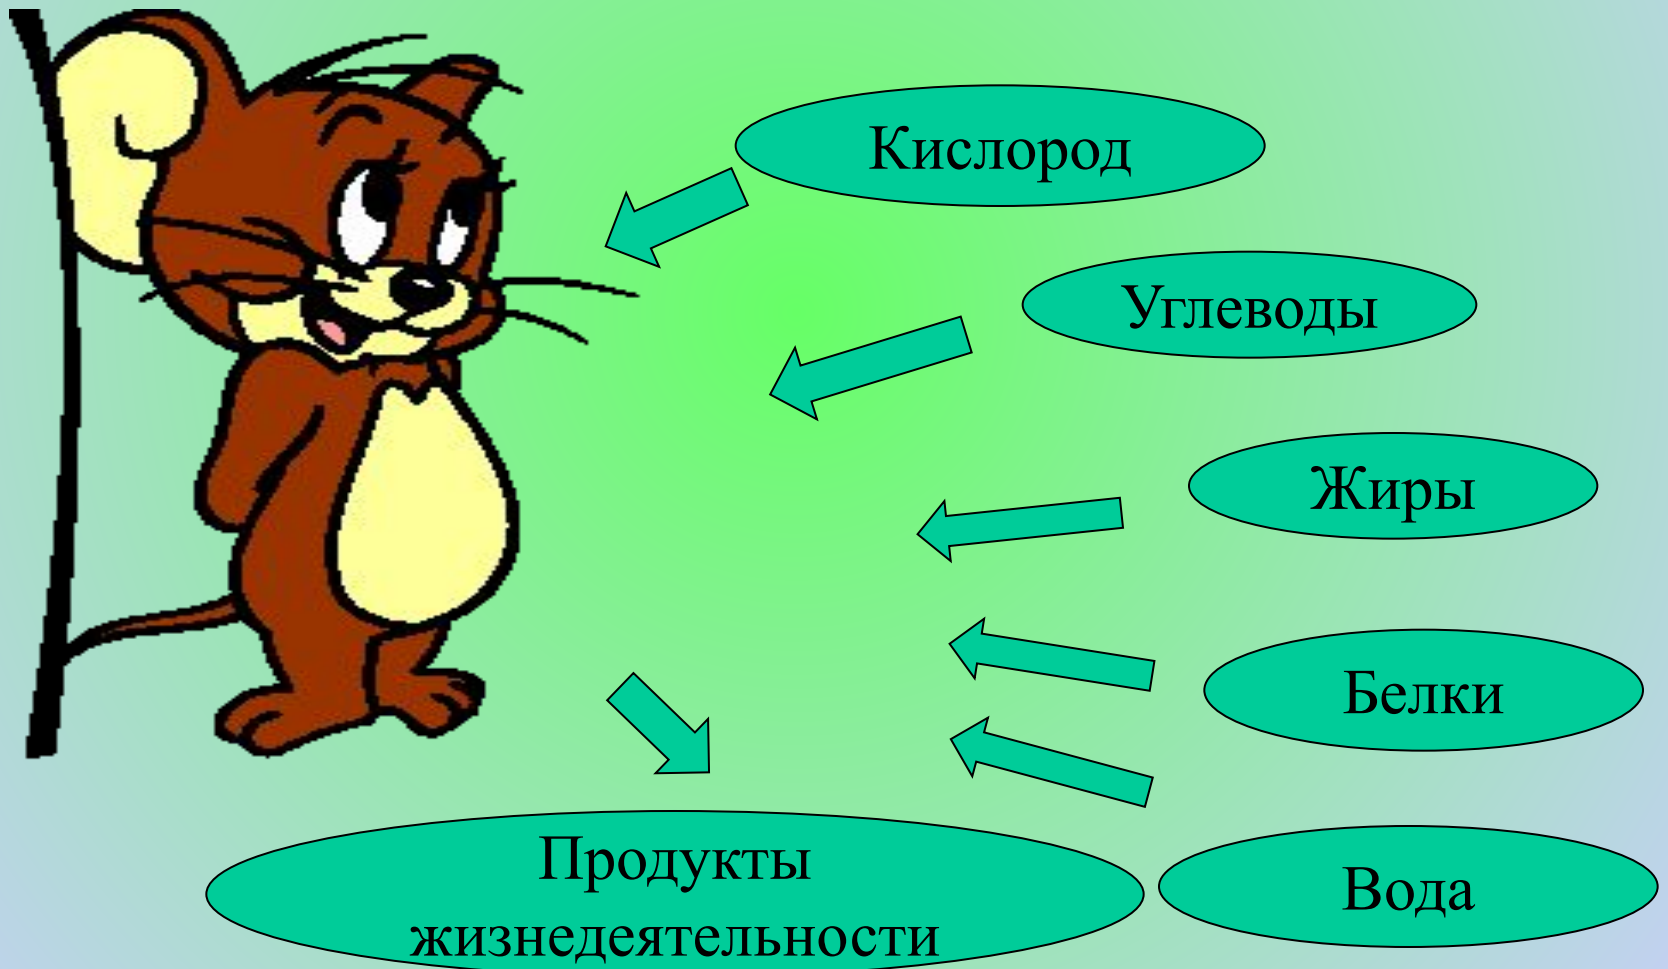 Кислород
Углеводы
Жиры
Белки
Вода
Продукты
жизнедеятельности